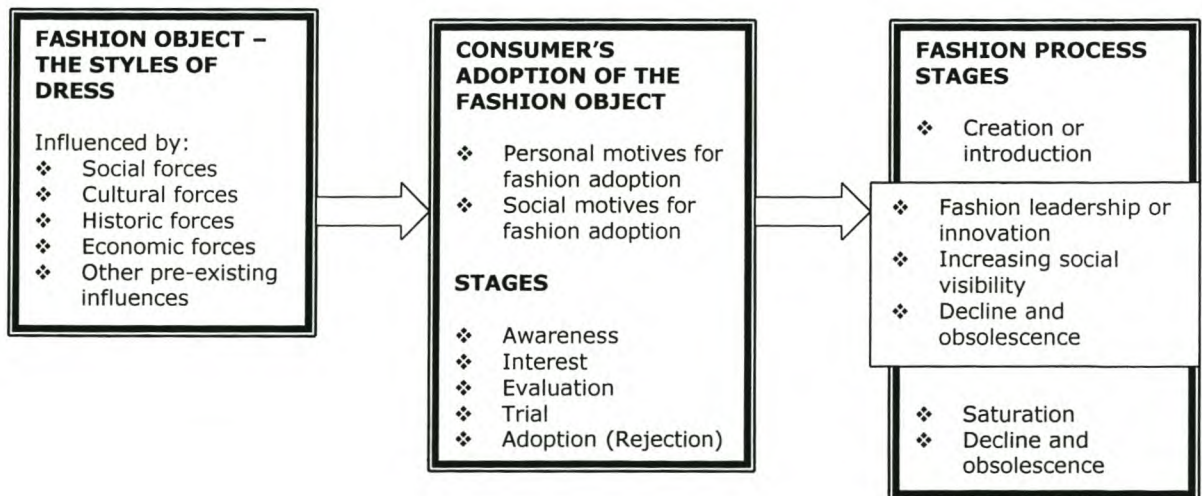 FASHION OBJECT –
THE STYLES OF
DRESS
Influenced by:
❖ Social forces
❖ Cultural forces
❖ Historic forces
❖ Economic forces
❖ Other pre-existing
influences
CONSUMER'S
ADOPTION OF THE
FASHION OBJECT
❖ Personal motives for
fashion adoption
❖ Social motives for
fashion adoption
STAGES
❖ Awareness
❖ Interest
❖ Evaluation
❖ Trial
❖ Adoption (Rejection)
FASHION PROCESS
STAGES
❖ Creation or
introduction
❖ Fashion leadership or
innovation
❖ Increasing social
visibility
❖ Decline and
obsolescence
❖ Saturation
❖ Decline and
obsolescence